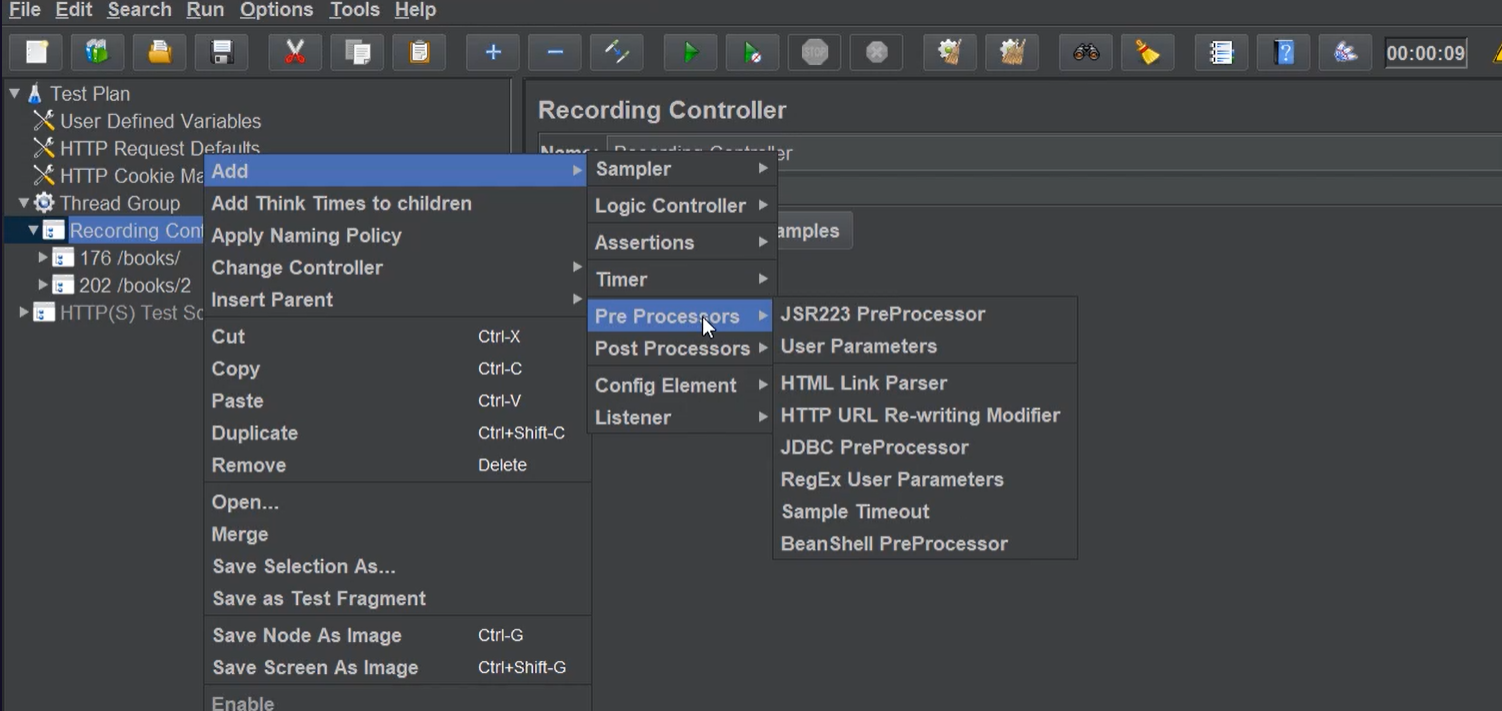 File Edit Search Run Options Tools Help
STOP
00:00:09
Test Plan
User Defined Variables
HTTP Request Defaults
HTTP Cookie Ma
Thread Group
Recording Cont
176 /books/
202 /books/2
HTTP(S) Test Sc
Recording Controller
Name: Recording Controller
amples
Add
Add Think Times to children
Apply Naming Policy
Change Controller
Insert Parent
Cut Ctrl-X
Copy Ctrl-C
Paste Ctrl-V
Duplicate Ctrl+Shift-C
Remove Delete
Open...
Merge
Save Selection As...
Save as Test Fragment
Save Node As Image Ctrl-G
Save Screen As Image Ctrl+Shift-G
Enable
Sampler
Logic Controller
Assertions
Timer
Pre Processors
Post Processors
Config Element
Listener
JSR223 PreProcessor
User Parameters
HTML Link Parser
HTTP URL Re-writing Modifier
JDBC PreProcessor
RegEx User Parameters
Sample Timeout
BeanShell PreProcessor